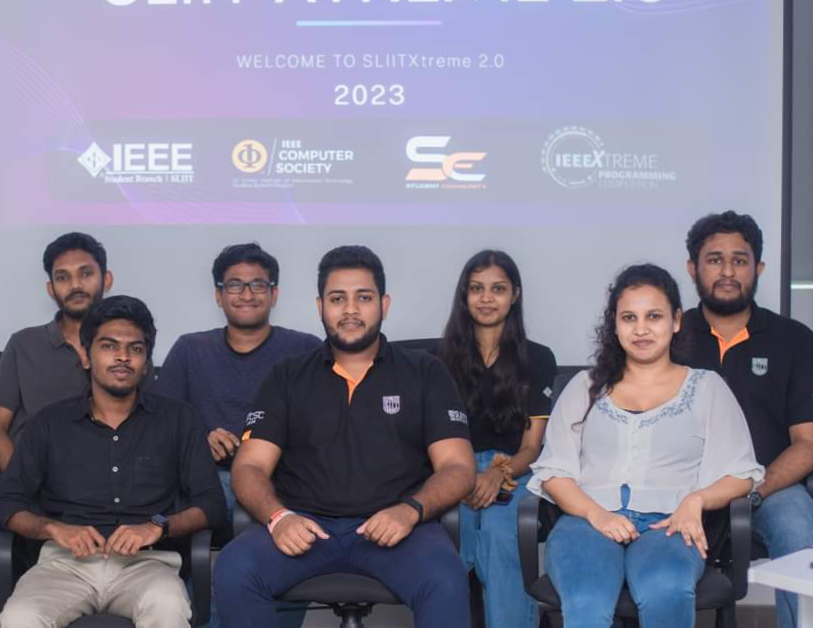 WELCOME TO SLIITXtreme 2.0
2023
IEEE
Student Branch | SLIIT
IEEE
COMPUTER
SOCIETY
SE
STUDENT COMMUNITY
IEEEXTREME
PROGRAMMING
COMPETITION